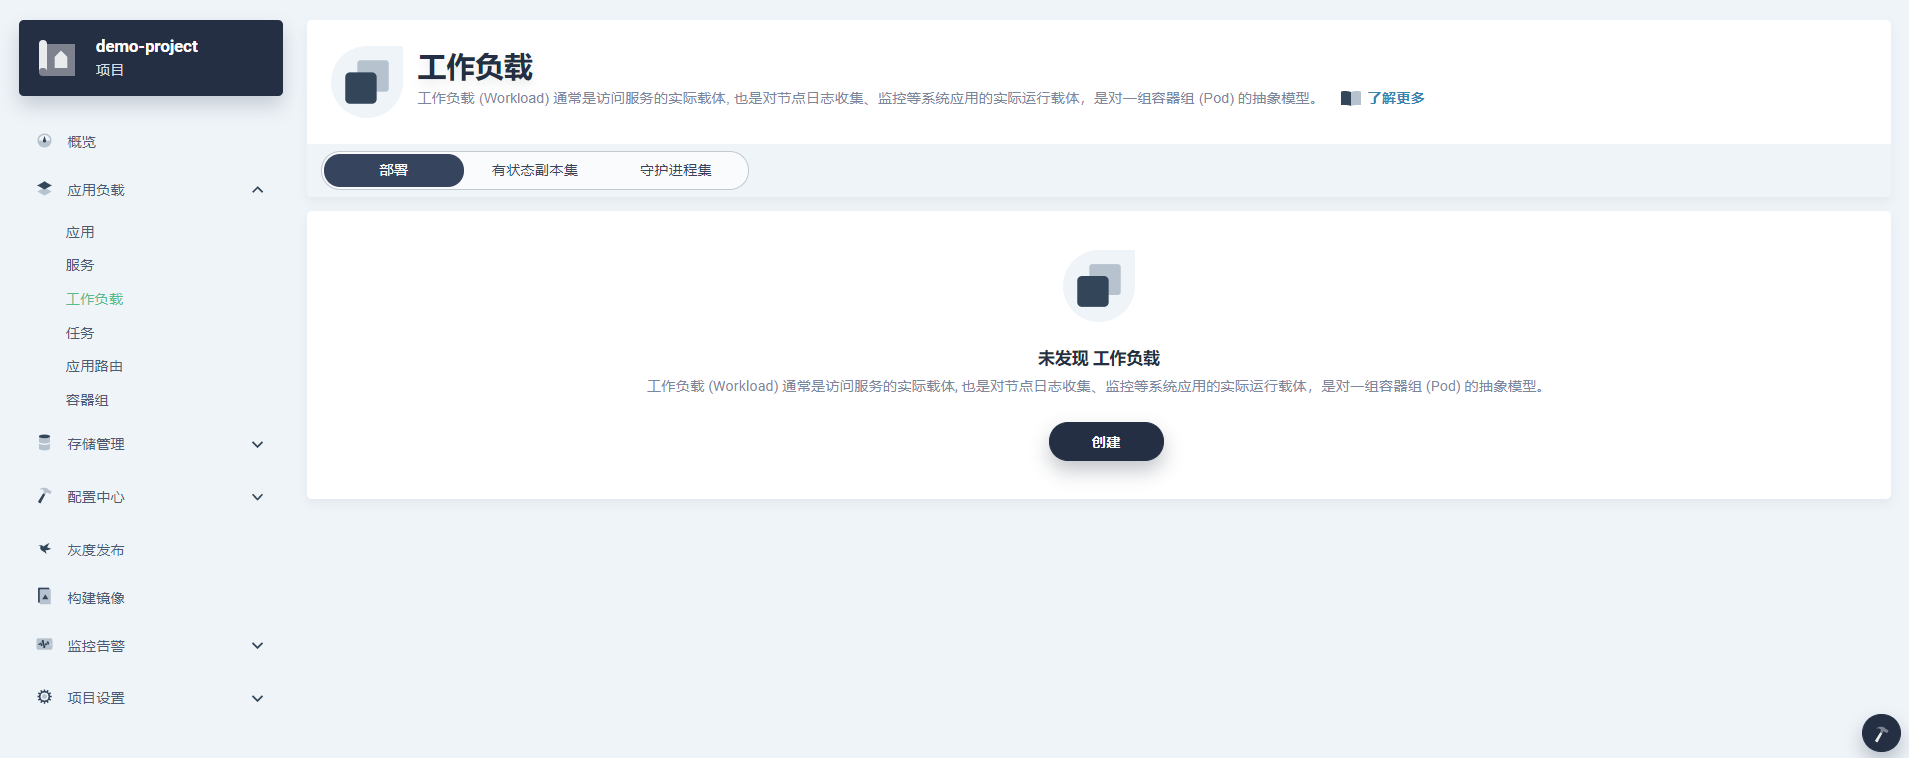 demo-project
项目
概览
应用负载
应用
服务
工作负载
任务
应用路由
容器组
存储管理
配置中心
灰度发布
构建镜像
监控告警
项目设置
工作负载
工作负载 (Workload) 通常是访问服务的实际载体, 也是对节点日志收集、监控等系统应用的实际运行载体，是对一组容器组 (Pod) 的抽象模型。 了解更多
部署 有状态副本集 守护进程集
未发现 工作负载
工作负载 (Workload) 通常是访问服务的实际载体, 也是对节点日志收集、监控等系统应用的实际运行载体，是对一组容器组 (Pod) 的抽象模型。
创建